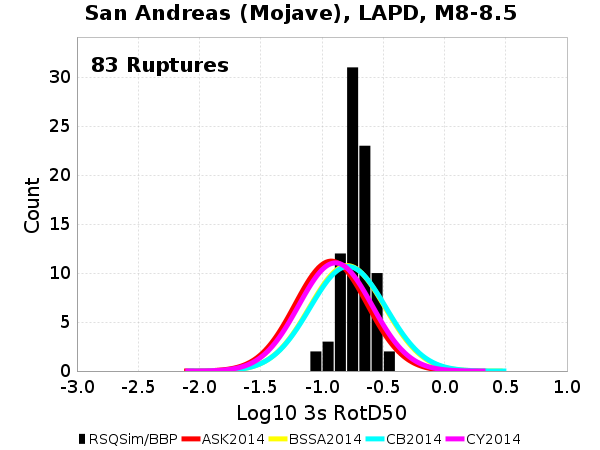 San Andreas (Mojave), LAPD, M8-8.5
83 Ruptures
30
25
20
15
10
5
0
Count
-3.0 -2.5 -2.0 -1.5 -1.0 -0.5 0.0 0.5 1.0
Log10 3s RotD50
RSQSim/BBP ASK2014 BSSA2014 CB2014 CY2014